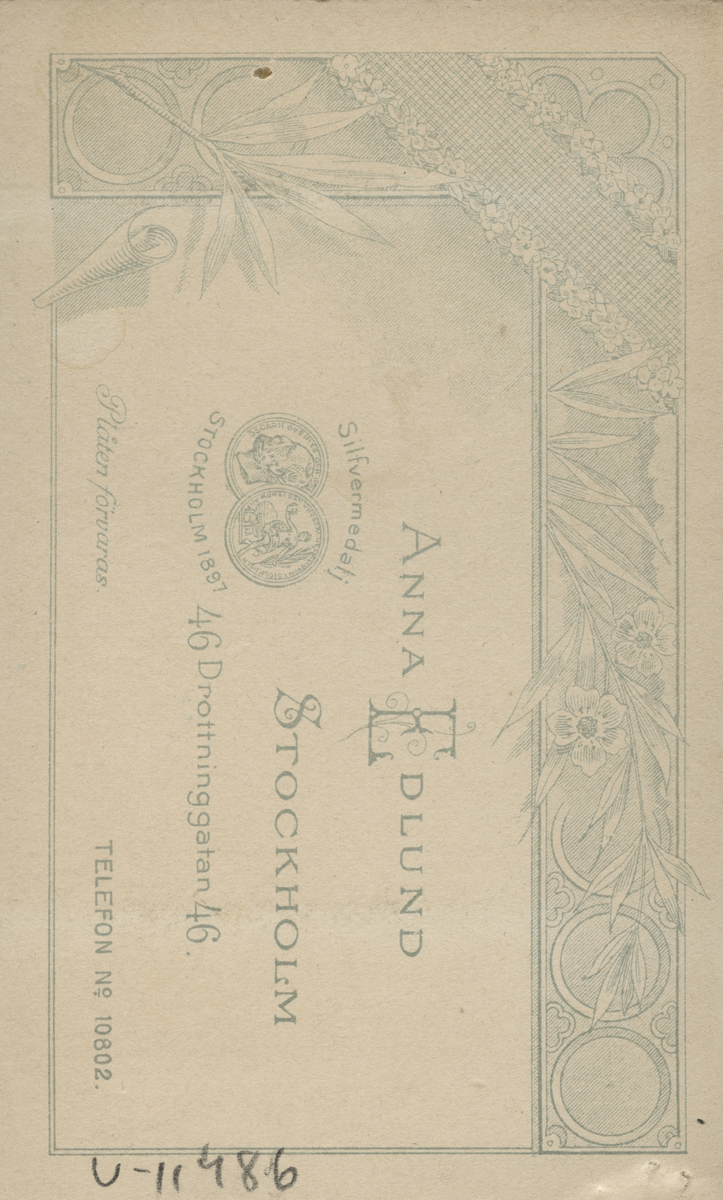 Anna Edlund
Silfvermedalj
STOCKHOLM 1897
STOCKHOLM
46 Drottninggatan 46.
Plåten förvaras.
TELEFON No 10802.
U-11486